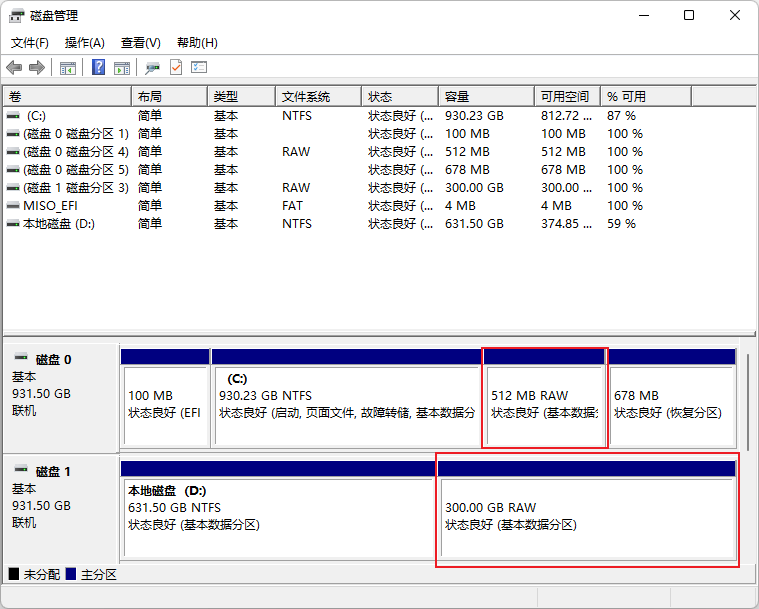 磁盘管理
文件(F) 操作(A) 查看(V) 帮助(H)
卷 布局 类型 文件系统 状态 容量 可用空间 % 可用
(C:) 简单 基本 NTFS 状态良好 (... 930.23 GB 812.72 ... 87 %
(磁盘 0 磁盘分区 1) 简单 基本 状态良好 (... 100 MB 100 MB 100 %
(磁盘 0 磁盘分区 4) 简单 基本 RAW 状态良好 (... 512 MB 512 MB 100 %
(磁盘 0 磁盘分区 5) 简单 基本 状态良好 (... 678 MB 678 MB 100 %
(磁盘 1 磁盘分区 3) 简单 基本 RAW 状态良好 (... 300.00 GB 300.00 ... 100 %
MISO_EFI 简单 基本 FAT 状态良好 (... 4 MB 4 MB 100 %
本地磁盘 (D:) 简单 基本 NTFS 状态良好 (... 631.50 GB 374.85 ... 59 %
磁盘 0
基本
931.50 GB
联机
100 MB
状态良好 (EFI
(C:)
930.23 GB NTFS
状态良好 (启动, 页面文件, 故障转储, 基本数据分
512 MB RAW
状态良好 (基本数据分
678 MB
状态良好 (恢复分区)
磁盘 1
基本
931.50 GB
联机
本地磁盘 (D:)
631.50 GB NTFS
状态良好 (基本数据分区)
300.00 GB RAW
状态良好 (基本数据分区)
未分配 主分区